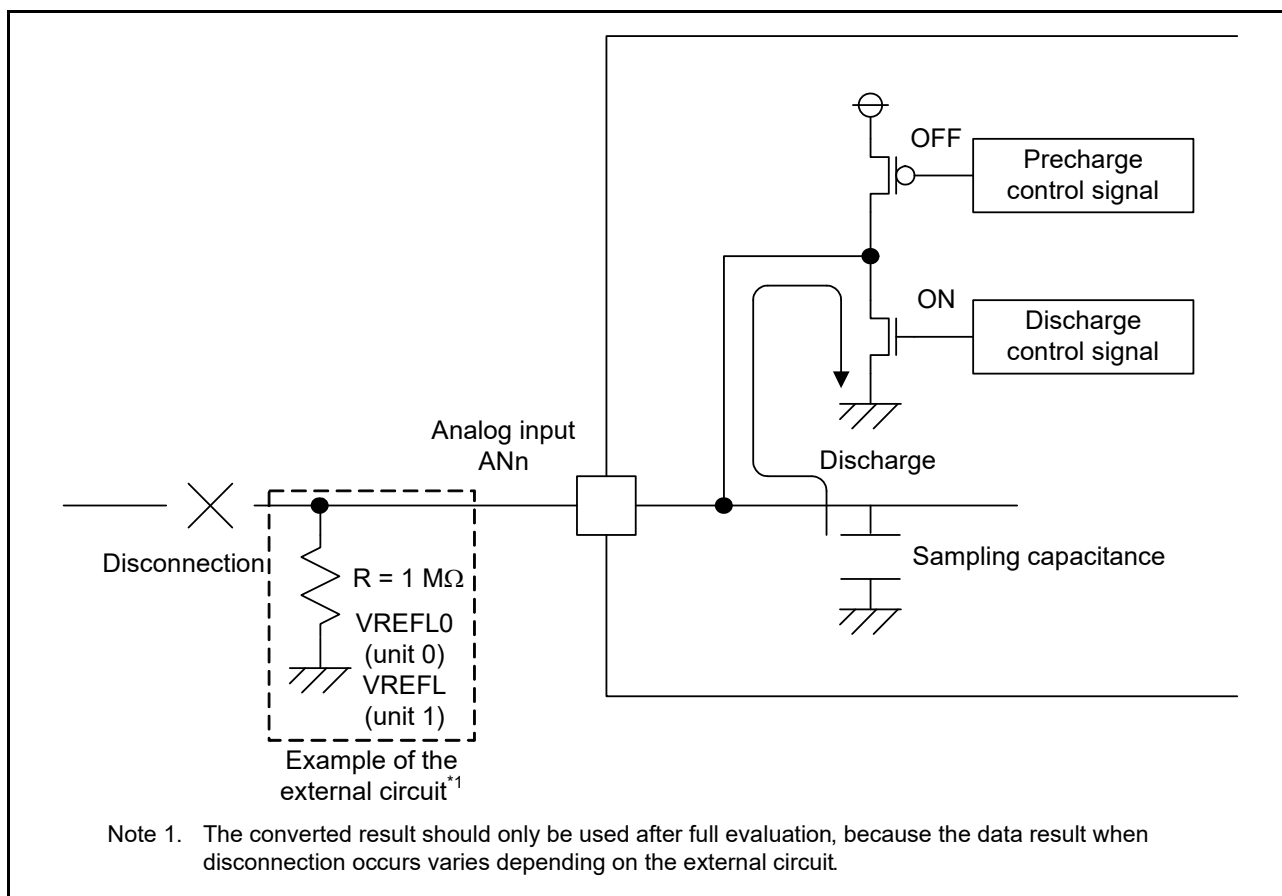 OFF
Precharge
control signal
ON
Discharge
control signal
Analog input
ANn
Discharge
Disconnection
R = 1 MΩ
VREFL0
(unit 0)
VREFL
(unit 1)
Sampling capacitance
Example of the
external circuit*1
Note 1. The converted result should only be used after full evaluation, because the data result when
disconnection occurs varies depending on the external circuit.